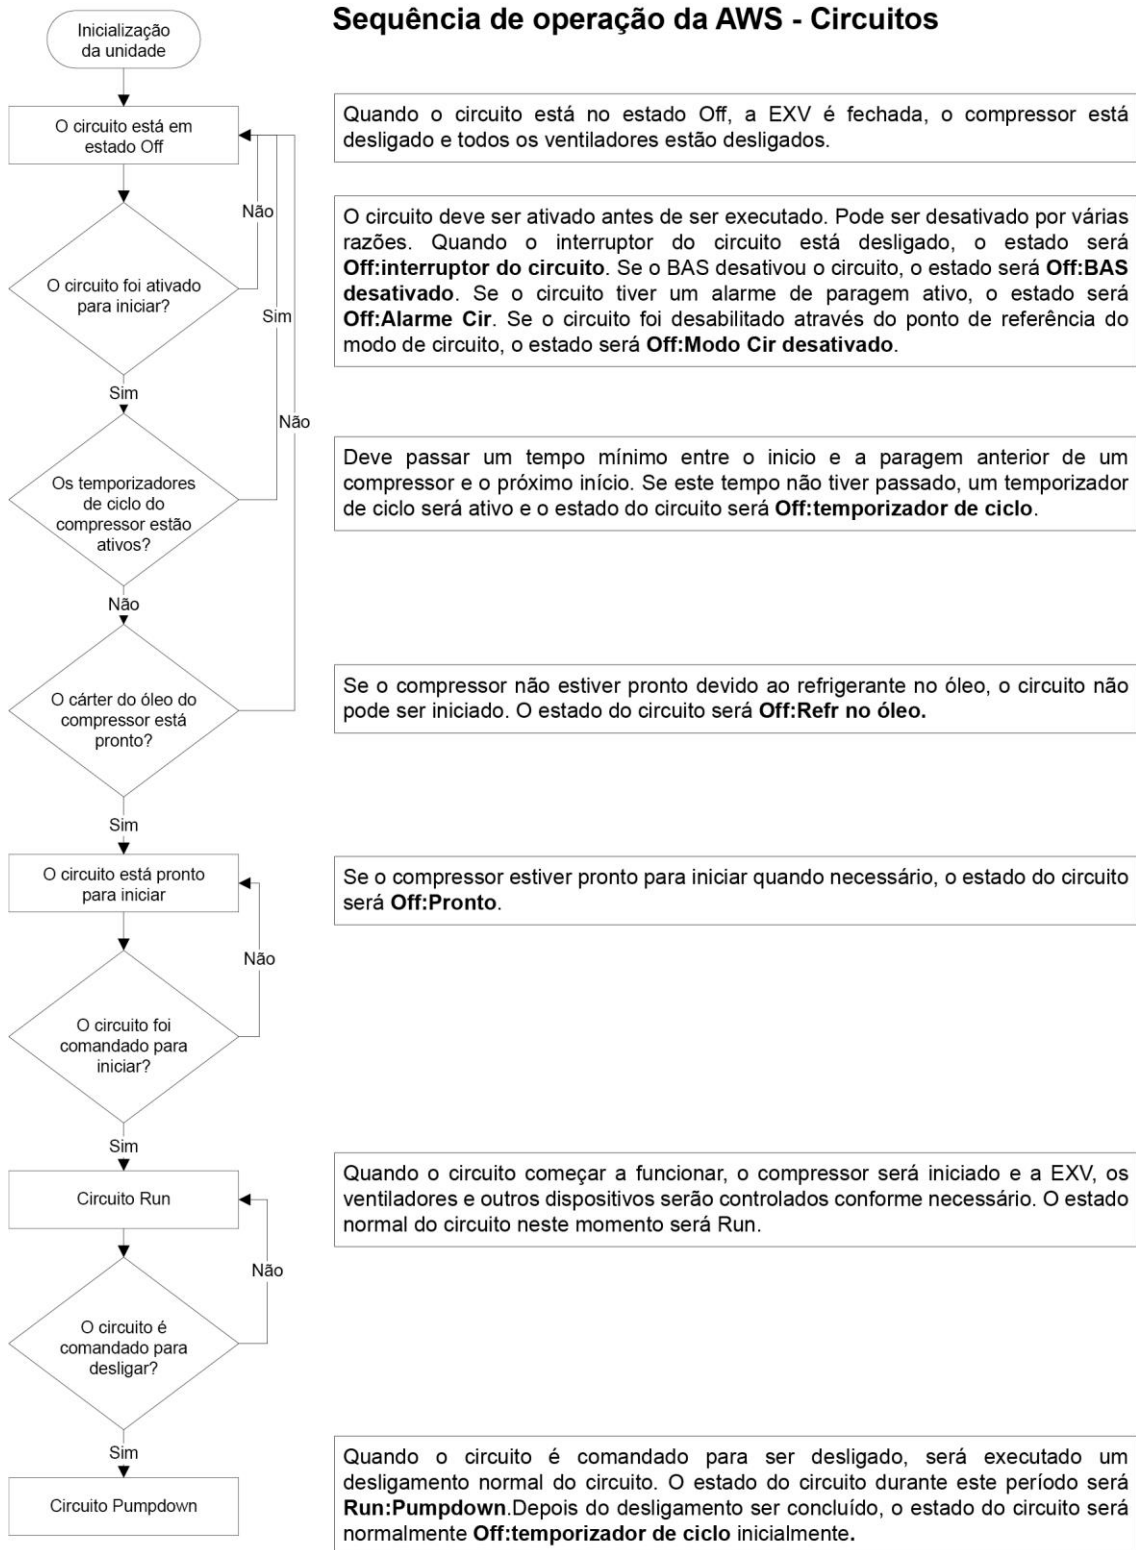 Sequência de operação da AWS - Circuitos
Inicialização
da unidade
O circuito está em
estado Off
Quando o circuito está no estado Off, a EXV é fechada, o compressor está
desligado e todos os ventiladores estão desligados.
Não
O circuito foi ativado
para iniciar?
Sim
O circuito deve ser ativado antes de ser executado. Pode ser desativado por várias
razões. Quando o interruptor do circuito está desligado, o estado será
Off:interruptor do circuito. Se o BAS desativou o circuito, o estado será Off:BAS
desativado. Se o circuito tiver um alarme de paragem ativo, o estado será
Off:Alarme Cir. Se o circuito foi desabilitado através do ponto de referência do
modo de circuito, o estado será Off:Modo Cir desativado.
Sim
Não
Os temporizadores
de ciclo do
compressor estão
ativos?
Deve passar um tempo mínimo entre o inicio e a paragem anterior de um
compressor e o próximo início. Se este tempo não tiver passado, um temporizador
de ciclo será ativo e o estado do circuito será Off:temporizador de ciclo.
Não
O cárter do óleo do
compressor está
pronto?
Se o compressor não estiver pronto devido ao refrigerante no óleo, o circuito não
pode ser iniciado. O estado do circuito será Off:Refr no óleo.
Sim
O circuito está pronto
para iniciar
Se o compressor estiver pronto para iniciar quando necessário, o estado do circuito
será Off:Pronto.
Não
O circuito foi
comandado para
iniciar?
Sim
Circuito Run
Quando o circuito começar a funcionar, o compressor será iniciado e a EXV, os
ventiladores e outros dispositivos serão controlados conforme necessário. O estado
normal do circuito neste momento será Run.
Não
O circuito é
comandado para
desligar?
Sim
Circuito Pumpdown
Quando o circuito é comandado para ser desligado, será executado um
desligamento normal do circuito. O estado do circuito durante este período será
Run:Pumpdown.Depois do desligamento ser concluído, o estado do circuito será
normalmente Off:temporizador de ciclo inicialmente.